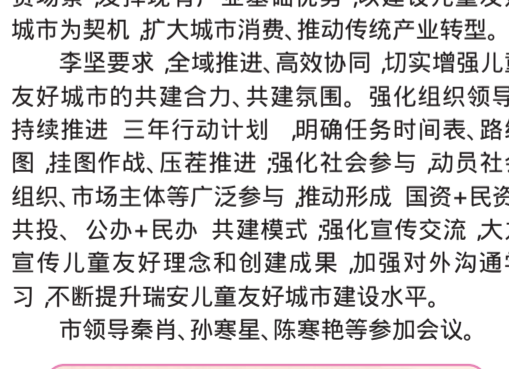 城市为契机,扩大城市消费、推动传统产业转型。
李坚要求,全域推进、高效协同,切实增强儿
友好城市的共建合力、共建氛围。强化组织领导
持续推进 三年行动计划 ,明确任务时间表、路
图,挂图作战、压茬推进;强化社会参与,动员社
组织、市场主体等广泛参与,推动形成 国资+民资
共投、 公办+民办 共建模式;强化宣传交流,大
宣传儿童友好理念和创建成果,加强对外沟通
习,不断提升瑞安儿童友好城市建设水平。
市领导秦肖、孙寒星、陈寒艳等参加会议。